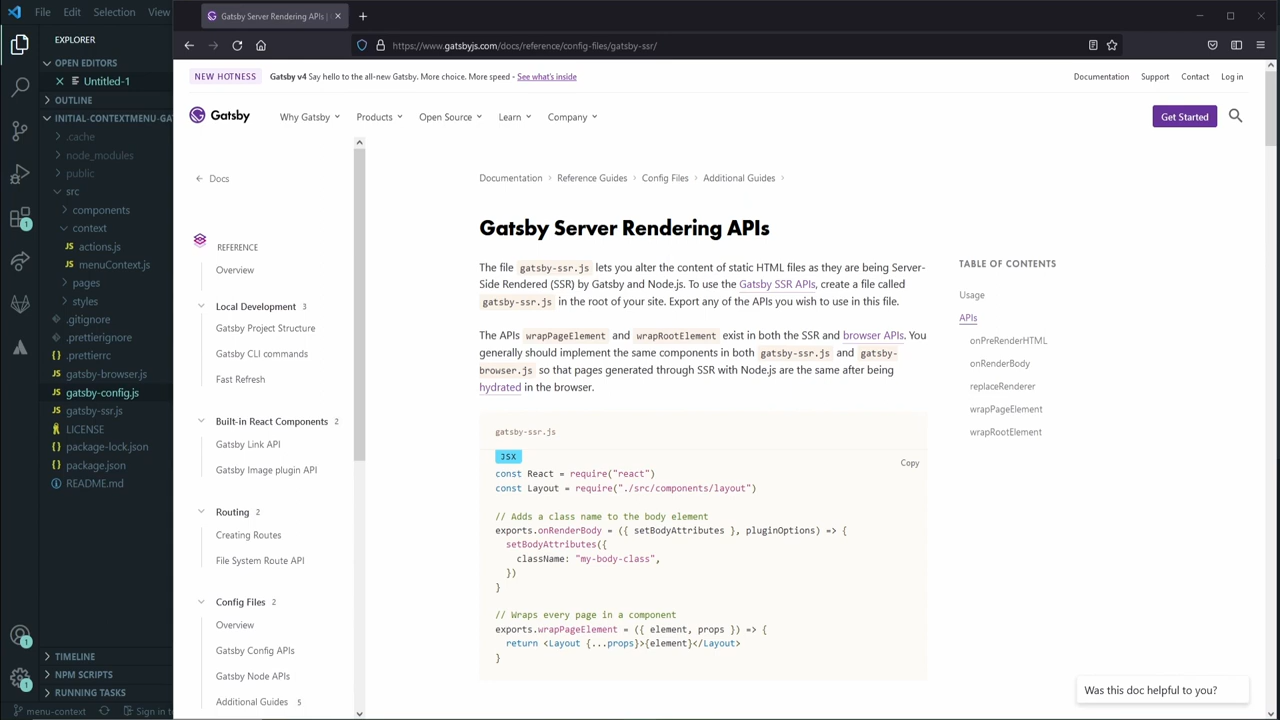 File
Edit
Selection
Vi
EXPLORER
OPEN EDITORS
Untitled-1
OUTLINE
INITIAL-CONTEXTMENU-GA
.cache
node_modules
public
src
components
context
actions.js
menuContext.js
pages
styles
.gitignore
.prettierignore
.prettierrc
gatsby-browser.js
gatsby-config.js
gatsby-ssr.js
LICENSE
package-lock.json
package.json
README.md
TIMELINE
NPM SCRIPTS
RUNNING TASKS
menu-context
Sign in to
Gatsby Server Rendering APIs |
https://www.gatsbyjs.com/docs/reference/config-files/gatsby-ssr/
NEW HOTNESS
Gatsby v4 Say hello to the all-new Gatsby. More choice. More speed - See what's inside
Documentation
Support
Contact
Log in
Gatsby
Why Gatsby
Products
Open Source
Learn
Company
Get Started
Docs
REFERENCE
Overview
Local Development 3
Gatsby Project Structure
Gatsby CLI commands
Fast Refresh
Built-in React Components 2
Gatsby Link API
Gatsby Image plugin API
Routing 2
Creating Routes
File System Route API
Config Files 2
Overview
Gatsby Config APIs
Gatsby Node APIs
Additional Guides 5
Documentation > Reference Guides > Config Files > Additional Guides >
Gatsby Server Rendering APIs
The file gatsby-ssr.js lets you alter the content of static HTML files as they are being Server-
Side Rendered (SSR) by Gatsby and Node.js. To use the Gatsby SSR APIs, create a file called
gatsby-ssr.js in the root of your site. Export any of the APIs you wish to use in this file.
The APIs wrapPageElement and wrapRootElement exist in both the SSR and browser APIs. You
generally should implement the same components in both gatsby-ssr.js and gatsby-
browser.js so that pages generated through SSR with Node.js are the same after being
hydrated in the browser.
gatsby-ssr.js
JSX
Copy
const React = require("react")
const Layout = require("./src/components/layout")
// Adds a class name to the body element
exports.onRenderBody = ({ setBodyAttributes }, pluginOptions) => {
setBodyAttributes({
className: "my-body-class",
})
}
// Wraps every page in a component
exports.wrapPageElement = ({ element, props }) => {
return <Layout {...props}>{element}</Layout>
}
TABLE OF CONTENTS
Usage
APIs
onPreRenderHTML
onRenderBody
replaceRenderer
wrapPageElement
wrapRootElement
Was this doc helpful to you?